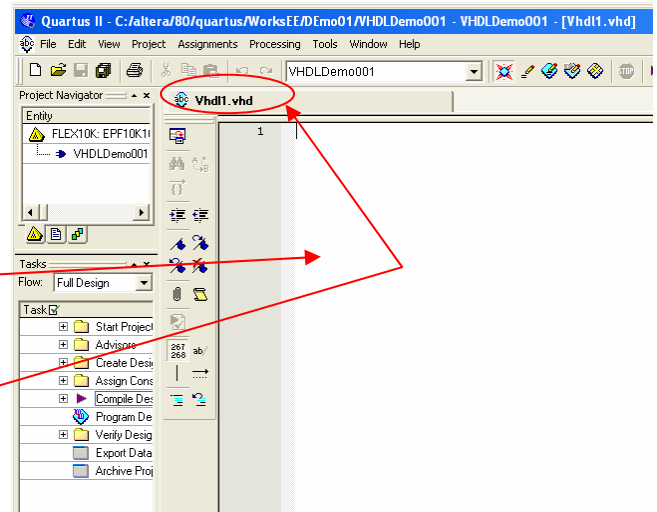 Quartus II - C:/altera/80/quartus/WorksEE/DEmo01/VHDLDemo001 - VHDLDemo001 - [Vhdl1.vhd]
File Edit View Project Assignments Processing Tools Window Help
VHDLDemo001
Project Navigator
Vhdl1.vhd
Entity
FLEX10K: EPF10K1
VHDLDemo001
1
Tasks
Flow: Full Design
Task
Start Project
Advisors
Create Desig
Assign Cons
Compile Des
Program De
Verify Desig
Export Data
Archive Proj
267
268
ab/